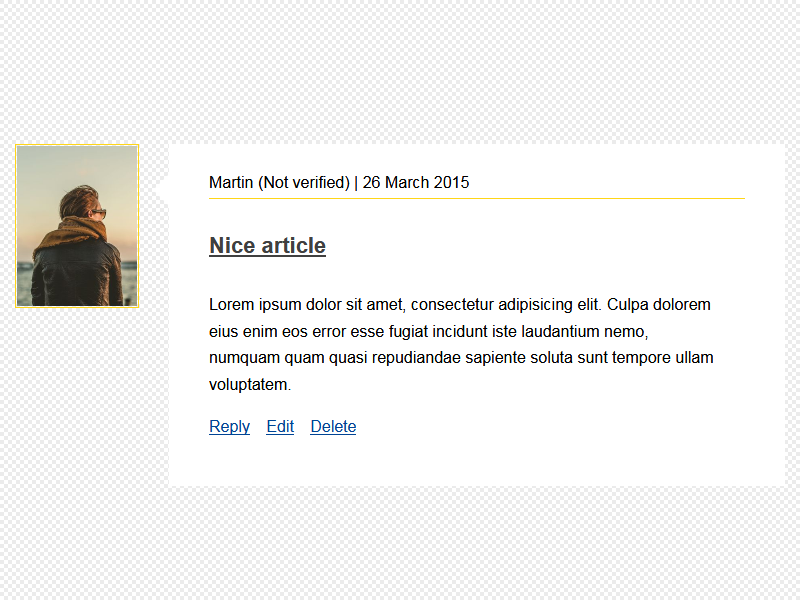 Martin (Not verified) | 26 March 2015
Nice article
Lorem ipsum dolor sit amet, consectetur adipisicing elit. Culpa dolorem
eius enim eos error esse fugiat incidunt iste laudantium nemo,
numquam quam quasi repudiandae sapiente soluta sunt tempore ullam
voluptatem.
Reply Edit Delete